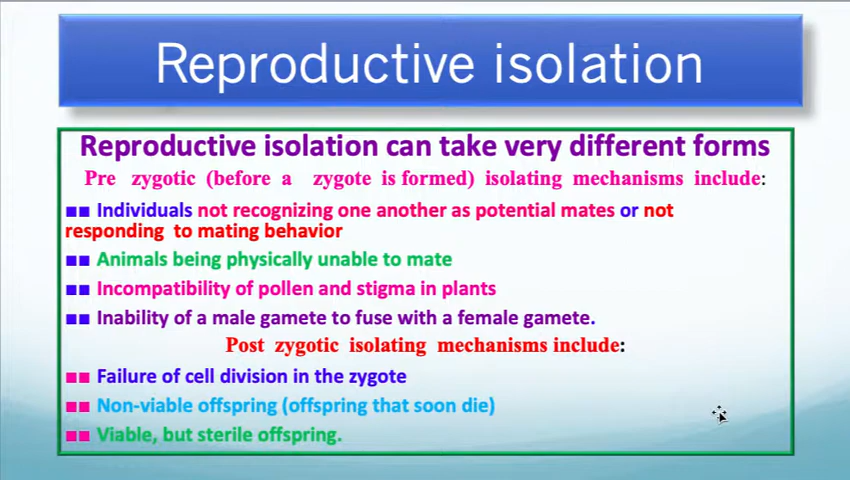 Reproductive isolation
Reproductive isolation can take very different forms
Pre zygotic (before a zygote is formed) isolating mechanisms include:
■■ Individuals not recognizing one another as potential mates or not
responding to mating behavior
■■ Animals being physically unable to mate
■■ Incompatibility of pollen and stigma in plants
■■ Inability of a male gamete to fuse with a female gamete.
Post zygotic isolating mechanisms include:
■■ Failure of cell division in the zygote
■■ Non-viable offspring (offspring that soon die)
■■ Viable, but sterile offspring.